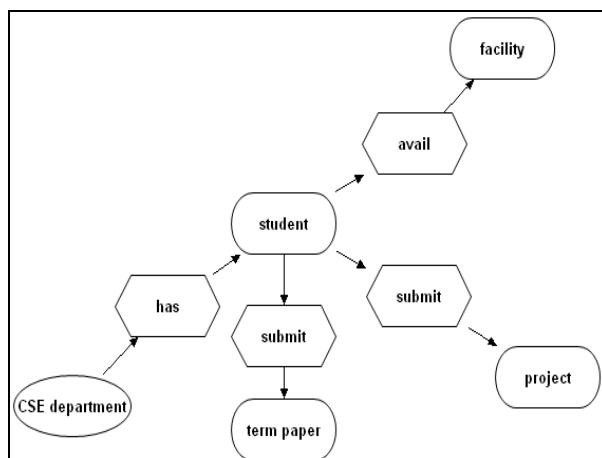 facility
avail
student
has
submit
submit
CSE department
term paper
project